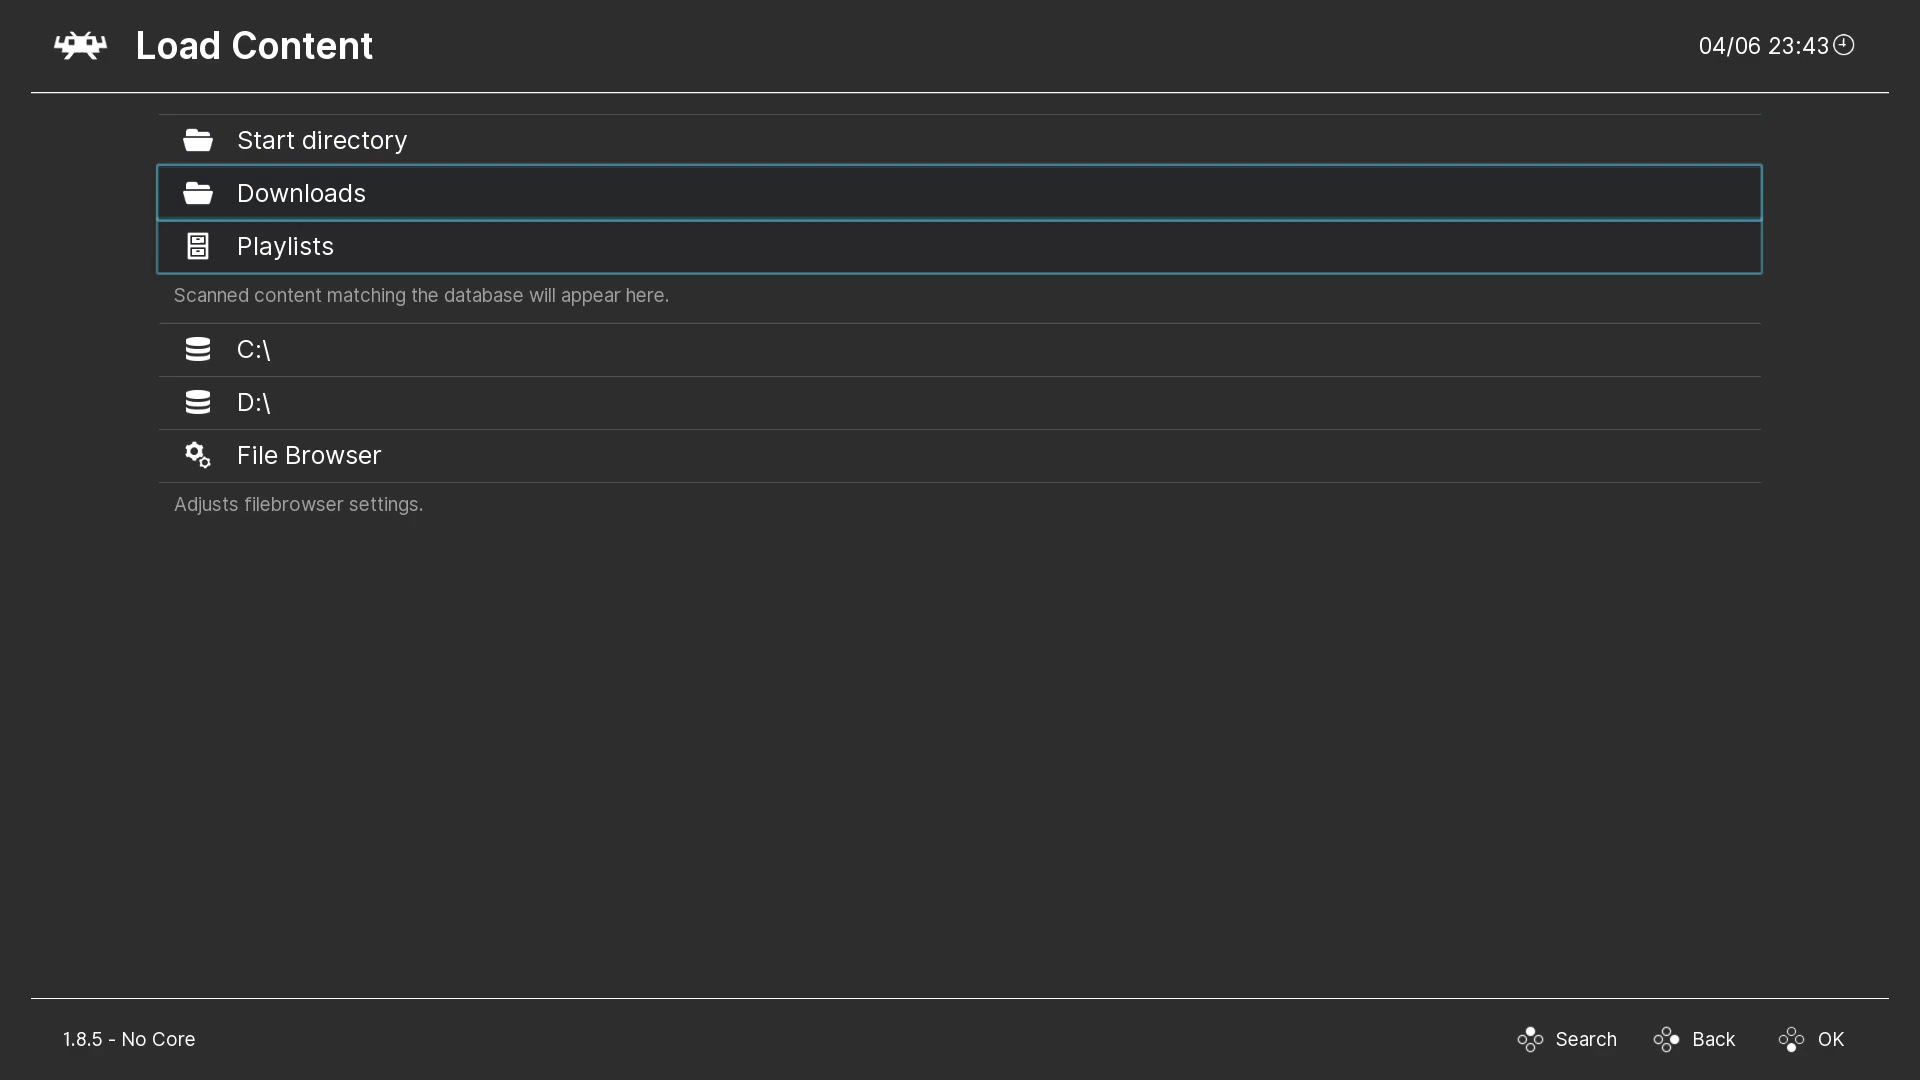 Load Content
04/06 23:43
Start directory
Downloads
Playlists
Scanned content matching the database will appear here.
C:\
D:\
File Browser
Adjusts filebrowser settings.
1.8.5 - No Core
Search
Back
OK